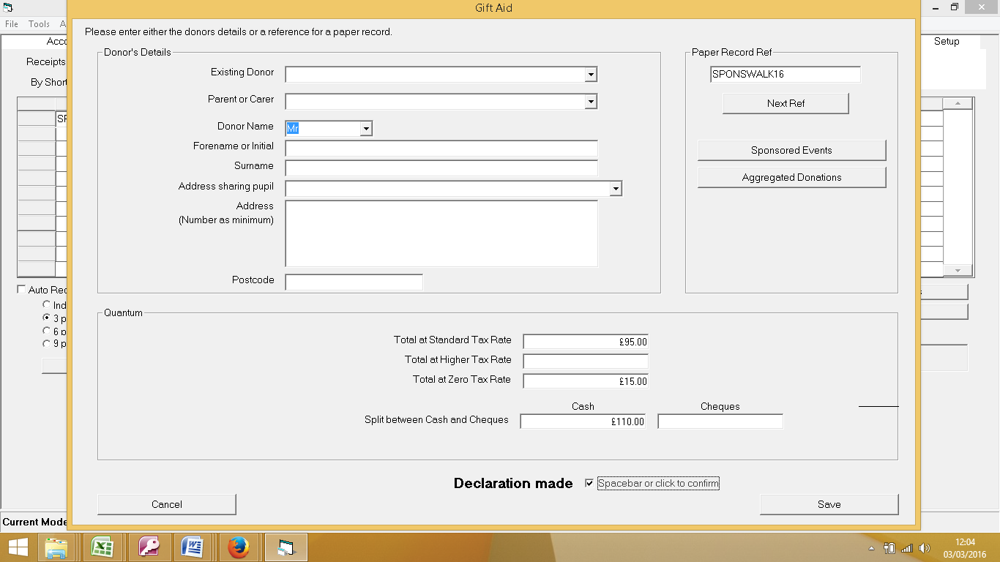 Gift Aid
File Tools A
Please enter either the donors details or a reference for a paper record.
Acco
Setup
Receipts
By Short
Donor's Details
Paper Record Ref
Existing Donor
SPONSWALK16
Parent or Carer
Next Ref
SP
Donor Name Mr
Forename or Initial
Sponsored Events
Surname
Aggregated Donations
Address sharing pupil
Address
(Number as minimum)
Postcode
Auto Rec
Ind
3 p
6 p
9 p
Quantum
Total at Standard Tax Rate £95.00
Total at Higher Tax Rate
Total at Zero Tax Rate £15.00
Cash Cheques
Split between Cash and Cheques £110.00
Declaration made Spacebar or click to confirm
Cancel Save
Current Mode
12:04
03/03/2016